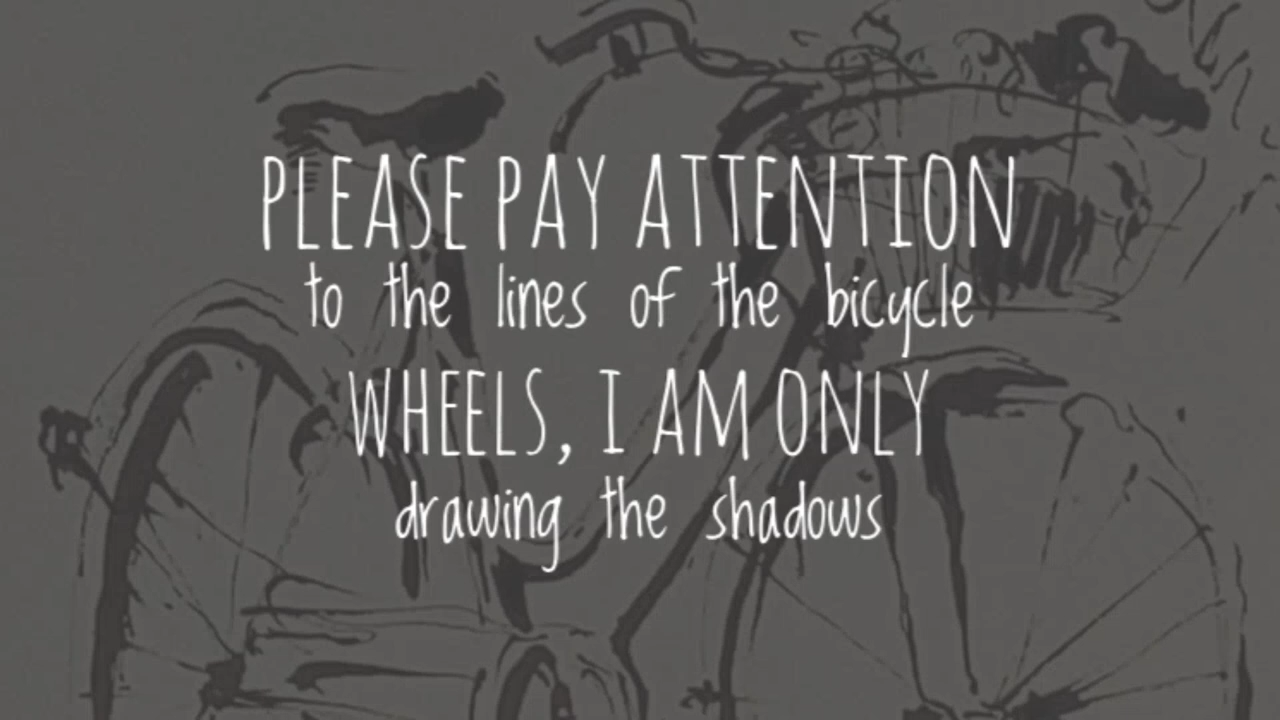 PLEASE PAY ATTENTION
to the lines of the bicycle
WHEELS, I AM ONLY
drawing the shadows